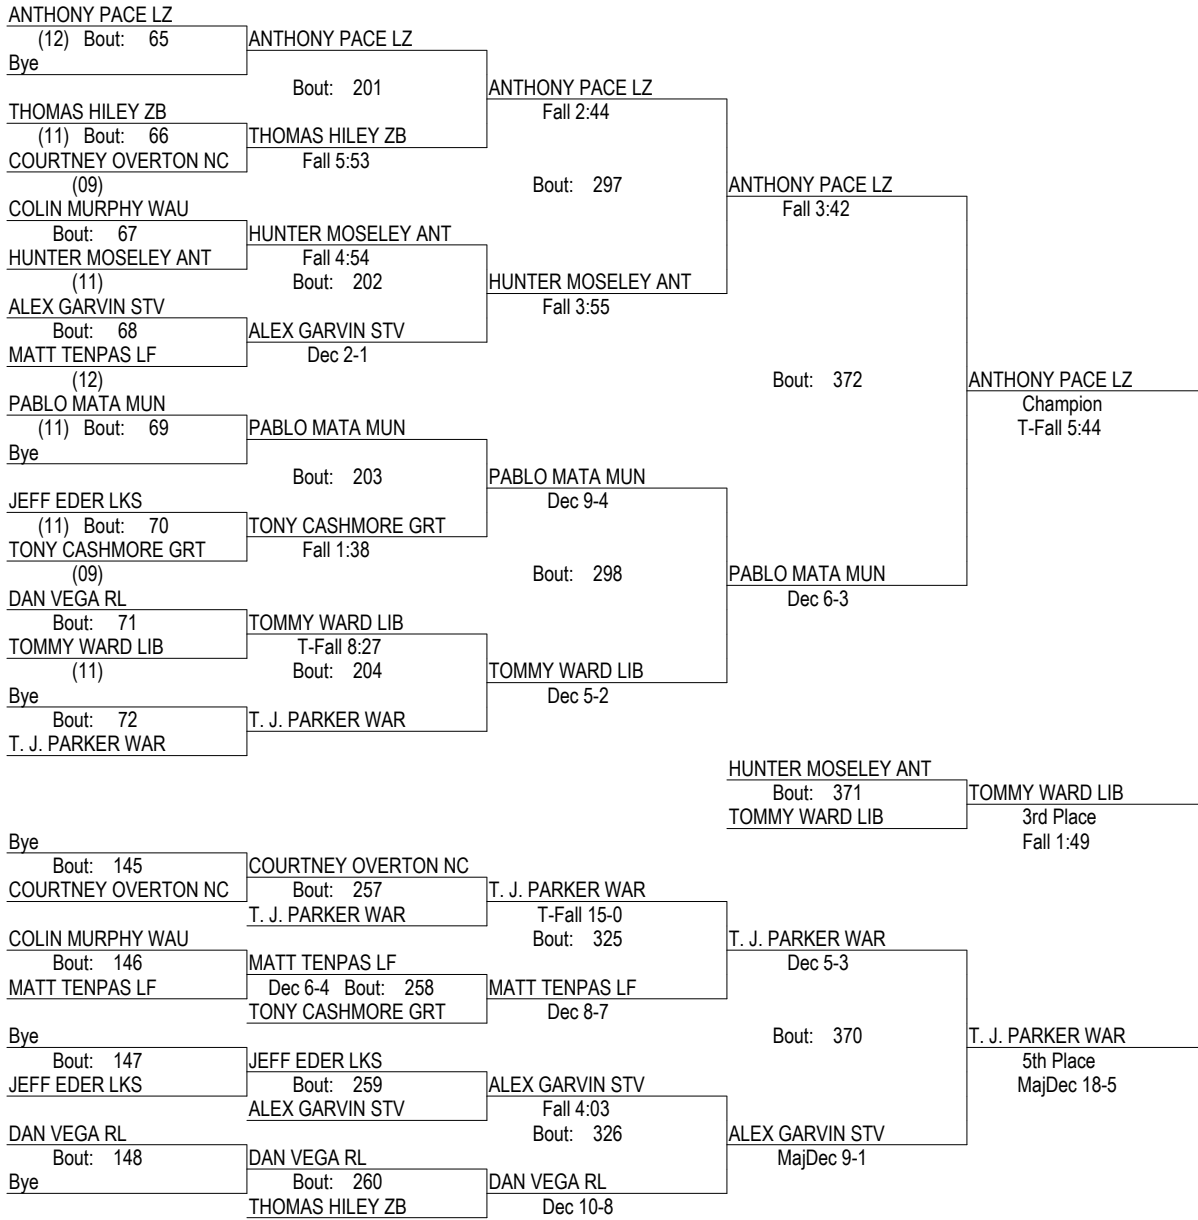 ANTHONY PACE LZ
(12) Bout: 65
Bye
ANTHONY PACE LZ
Bout: 201
THOMAS HILEY ZB
(11) Bout: 66
COURTNEY OVERTON NC
(09)
THOMAS HILEY ZB
Fall 5:53
ANTHONY PACE LZ
Fall 2:44
Bout: 297
COLIN MURPHY WAU
Bout: 67
HUNTER MOSELEY ANT
(11)
HUNTER MOSELEY ANT
Fall 4:54
Bout: 202
ALEX GARVIN STV
Bout: 68
MATT TENPAS LF
(12)
ALEX GARVIN STV
Dec 2-1
HUNTER MOSELEY ANT
Fall 3:55
ANTHONY PACE LZ
Fall 3:42
Bout: 372
PABLO MATA MUN
(11) Bout: 69
Bye
PABLO MATA MUN
Bout: 203
JEFF EDER LKS
(11) Bout: 70
TONY CASHMORE GRT
(09)
TONY CASHMORE GRT
Fall 1:38
PABLO MATA MUN
Dec 9-4
Bout: 298
DAN VEGA RL
Bout: 71
TOMMY WARD LIB
(11)
TOMMY WARD LIB
T-Fall 8:27
Bout: 204
Bye
Bout: 72
T. J. PARKER WAR
T. J. PARKER WAR
TOMMY WARD LIB
Dec 5-2
PABLO MATA MUN
Dec 6-3
ANTHONY PACE LZ
Champion
T-Fall 5:44
HUNTER MOSELEY ANT
Bout: 371
TOMMY WARD LIB
TOMMY WARD LIB
3rd Place
Fall 1:49
Bye
Bout: 145
COURTNEY OVERTON NC
COURTNEY OVERTON NC
Bout: 257
T. J. PARKER WAR
T. J. PARKER WAR
T-Fall 15-0
Bout: 325
COLIN MURPHY WAU
Bout: 146
MATT TENPAS LF
MATT TENPAS LF
Dec 6-4 Bout: 258
TONY CASHMORE GRT
MATT TENPAS LF
Dec 8-7
T. J. PARKER WAR
Dec 5-3
Bout: 370
Bye
Bout: 147
JEFF EDER LKS
JEFF EDER LKS
Bout: 259
ALEX GARVIN STV
ALEX GARVIN STV
Fall 4:03
Bout: 326
DAN VEGA RL
Bout: 148
Bye
DAN VEGA RL
Bout: 260
THOMAS HILEY ZB
DAN VEGA RL
Dec 10-8
ALEX GARVIN STV
MajDec 9-1
T. J. PARKER WAR
5th Place
MajDec 18-5